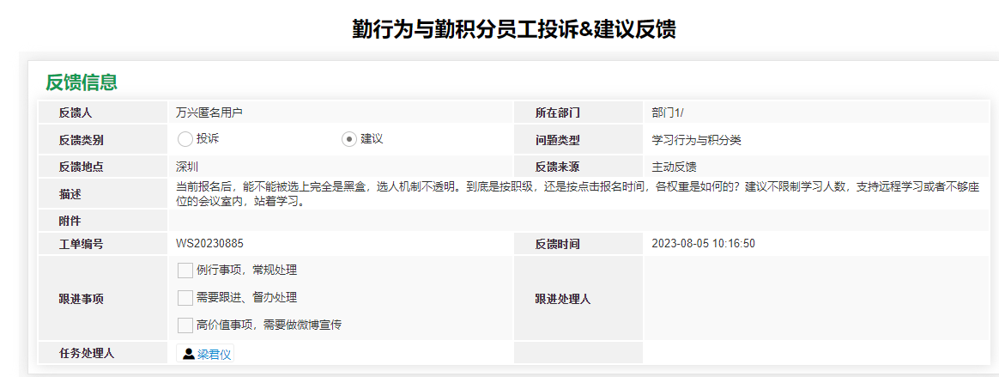 勤行为与勤积分员工投诉&建议反馈
反馈信息
反馈人 万兴匿名用户 所在部门 部门1/
反馈类别 投诉 建议 问题类型 学习行为与积分类
反馈地点 深圳 反馈来源 主动反馈
描述 当前报名后，能不能被选上完全是黑盒，选人机制不透明。到底是按职级，还是按点击报名时间，各权重是如何的？建议不限制学习人数，支持远程学习或者不够座
位的会议室内，站着学习。
附件
工单编号 WS20230885 反馈时间 2023-08-05 10:16:50
例行事项，常规处理
跟进事项 需要跟进、督办处理 跟进处理人
高价值事项，需要做微博宣传
任务处理人 梁君仪